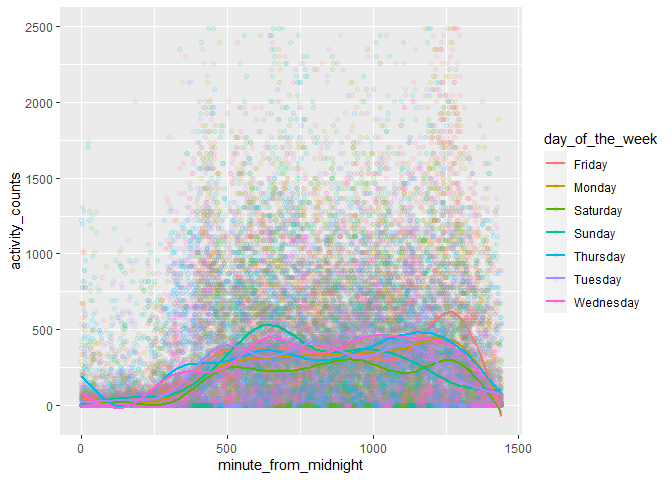 2500
2000
1500
1000
500
0
activity_counts
0 500 1000 1500
minute_from_midnight
day_of_the_week
Friday
Monday
Saturday
Sunday
Thursday
Tuesday
Wednesday